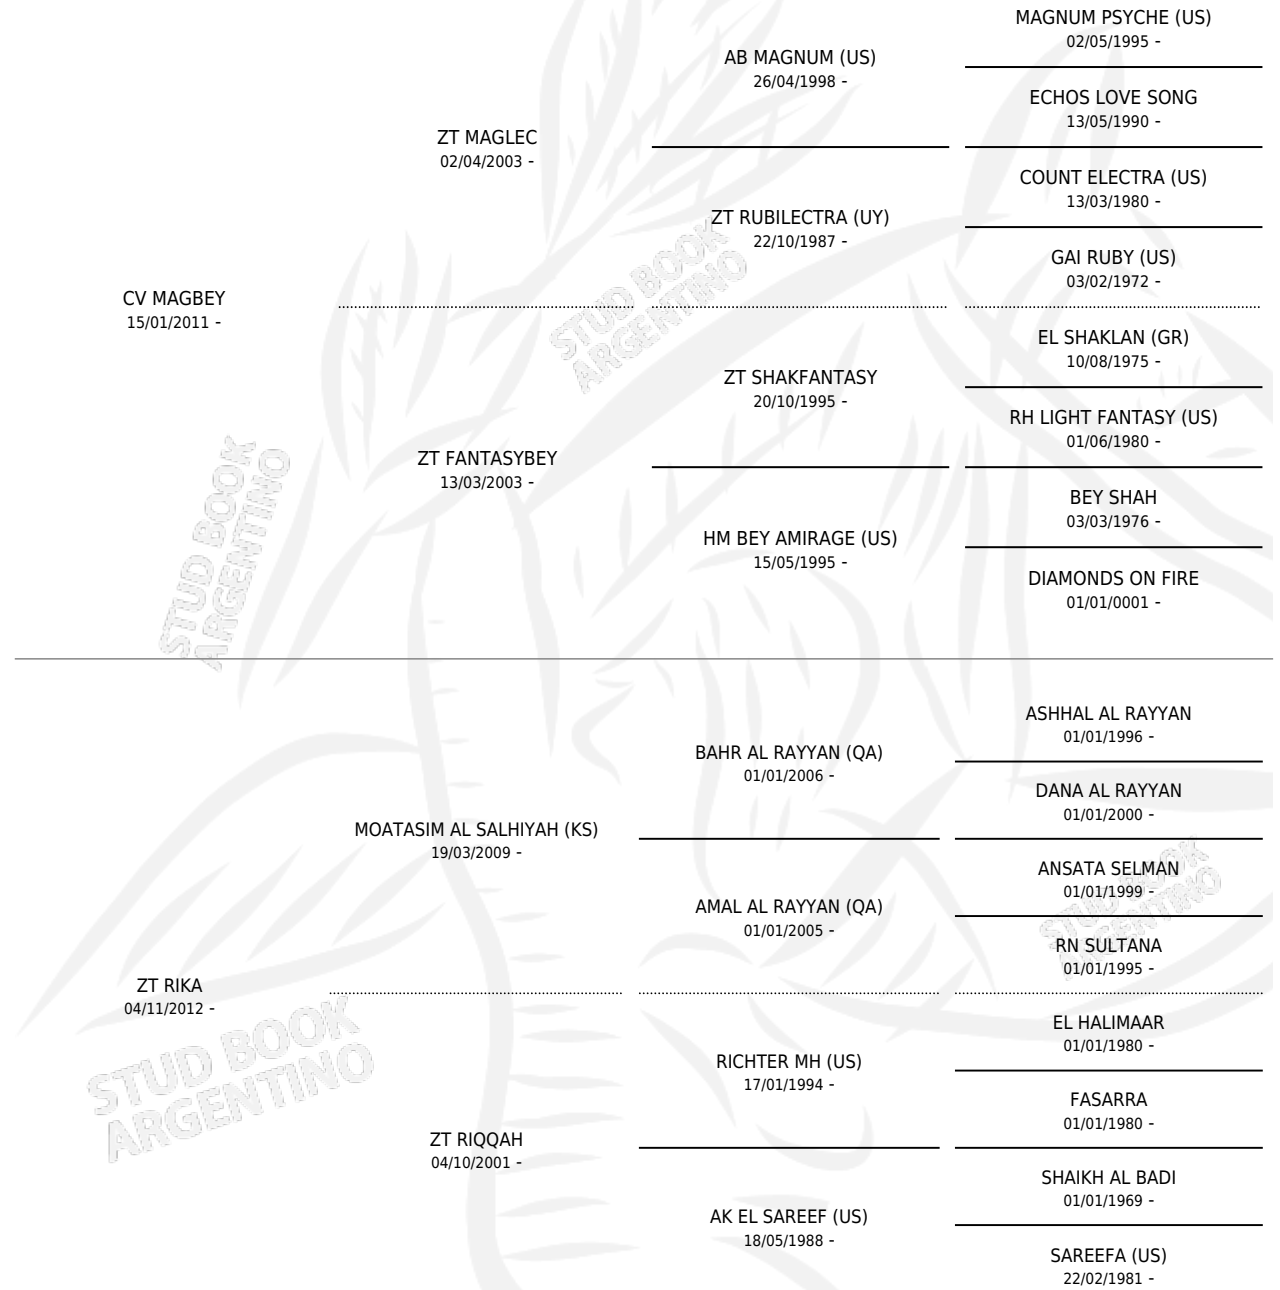 MAGNUM PSYCHE (US)
02/05/1995 -
AB MAGNUM (US)
26/04/1998 -
ECHOS LOVE SONG
13/05/1990 -
ZT MAGLEC
02/04/2003 -
COUNT ELECTRA (US)
13/03/1980 -
ZT RUBILECTRA (UY)
22/10/1987 -
GAI RUBY (US)
03/02/1972 -
CV MAGBEY
15/01/2011 -
STUD BOOK
ARGENTINO
EL SHAKLAN (GR)
10/08/1975 -
ZT SHAKFANTASY
20/10/1995 -
RH LIGHT FANTASY (US)
01/06/1980 -
ZT FANTASYBEY
13/03/2003 -
BEY SHAH
03/03/1976 -
HM BEY AMIRAGE (US)
15/05/1995 -
DIAMONDS ON FIRE
01/01/0001 -
STUD BOOK
ARGENTINO
ASHHAL AL RAYYAN
01/01/1996 -
BAHR AL RAYYAN (QA)
01/01/2006 -
DANA AL RAYYAN
01/01/2000 -
MOATASIM AL SALHIYAH (KS)
19/03/2009 -
ANSATA SELMAN
01/01/1999 -
AMAL AL RAYYAN (QA)
01/01/2005 -
STUD BOOK
ARGENTINO
RN SULTANA
01/01/1995 -
ZT RIKA
04/11/2012 -
STUD BOOK
ARGENTINO
EL HALIMAAR
01/01/1980 -
RICHTER MH (US)
17/01/1994 -
FASARRA
01/01/1980 -
ZT RIQQAH
04/10/2001 -
SHAIKH AL BADI
01/01/1969 -
AK EL SAREEF (US)
18/05/1988 -
SAREEFA (US)
22/02/1981 -